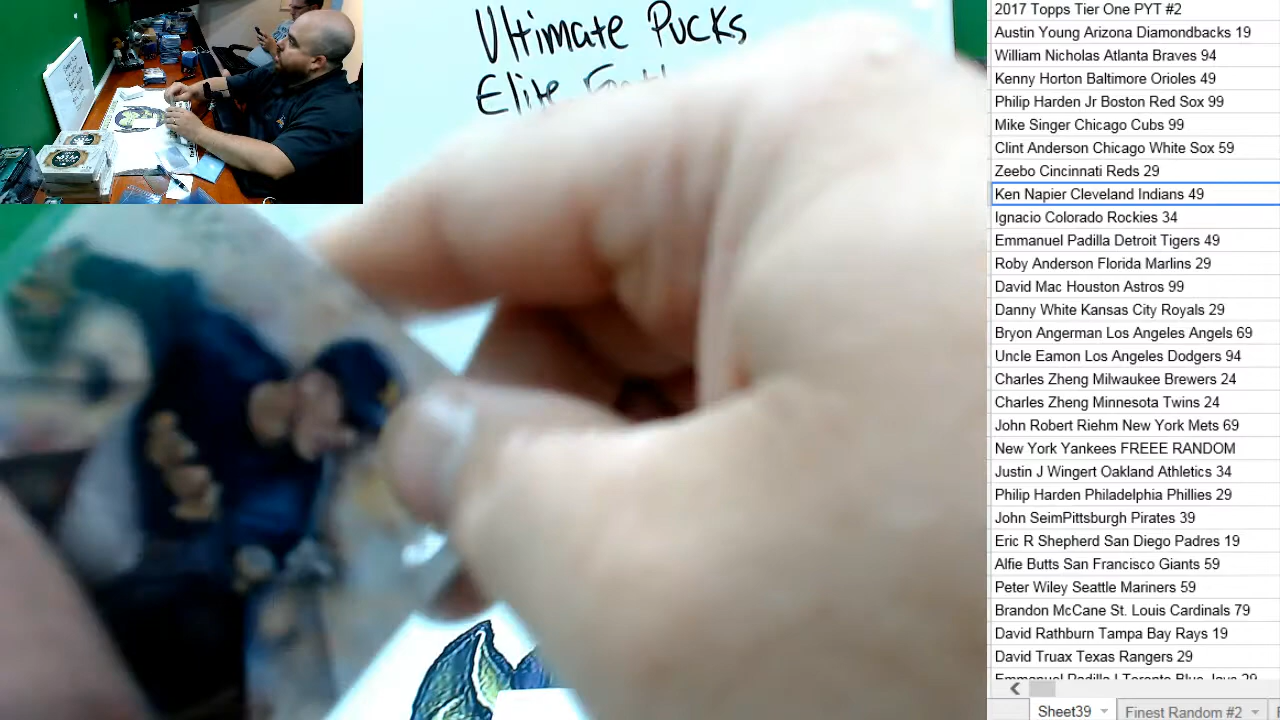 Ultimate Pucks
Elite
2017 Topps Tier One PYT #2
Austin Young Arizona Diamondbacks 19
William Nicholas Atlanta Braves 94
Kenny Horton Baltimore Orioles 49
Philip Harden Jr Boston Red Sox 99
Mike Singer Chicago Cubs 99
Clint Anderson Chicago White Sox 59
Zeebo Cincinnati Reds 29
Ken Napier Cleveland Indians 49
Ignacio Colorado Rockies 34
Emmanuel Padilla Detroit Tigers 49
Roby Anderson Florida Marlins 29
David Mac Houston Astros 99
Danny White Kansas City Royals 29
Bryon Angerman Los Angeles Angels 69
Uncle Eamon Los Angeles Dodgers 94
Charles Zheng Milwaukee Brewers 24
Charles Zheng Minnesota Twins 24
John Robert Riehm New York Mets 69
New York Yankees FREEE RANDOM
Justin J Wingert Oakland Athletics 34
Philip Harden Philadelphia Phillies 29
John SeimPittsburgh Pirates 39
Eric R Shepherd San Diego Padres 19
Alfie Butts San Francisco Giants 59
Peter Wiley Seattle Mariners 59
Brandon McCane St. Louis Cardinals 79
David Rathburn Tampa Bay Rays 19
David Truax Texas Rangers 29
Emmanuel Padilla l Toronto Blue Jays 29
Sheet39 Finest Random #2